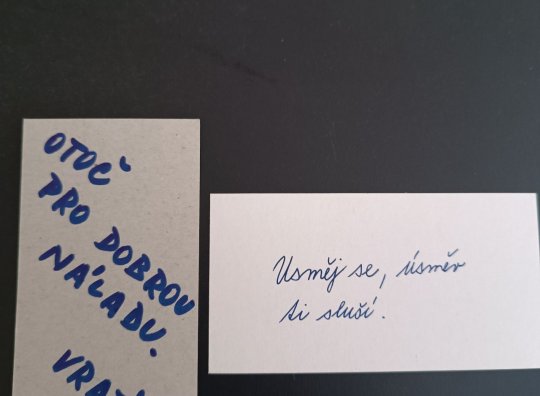 OTOČ
PRO DOBROU
NÁLADU.
Usměj se, úsměv
ti sluší.